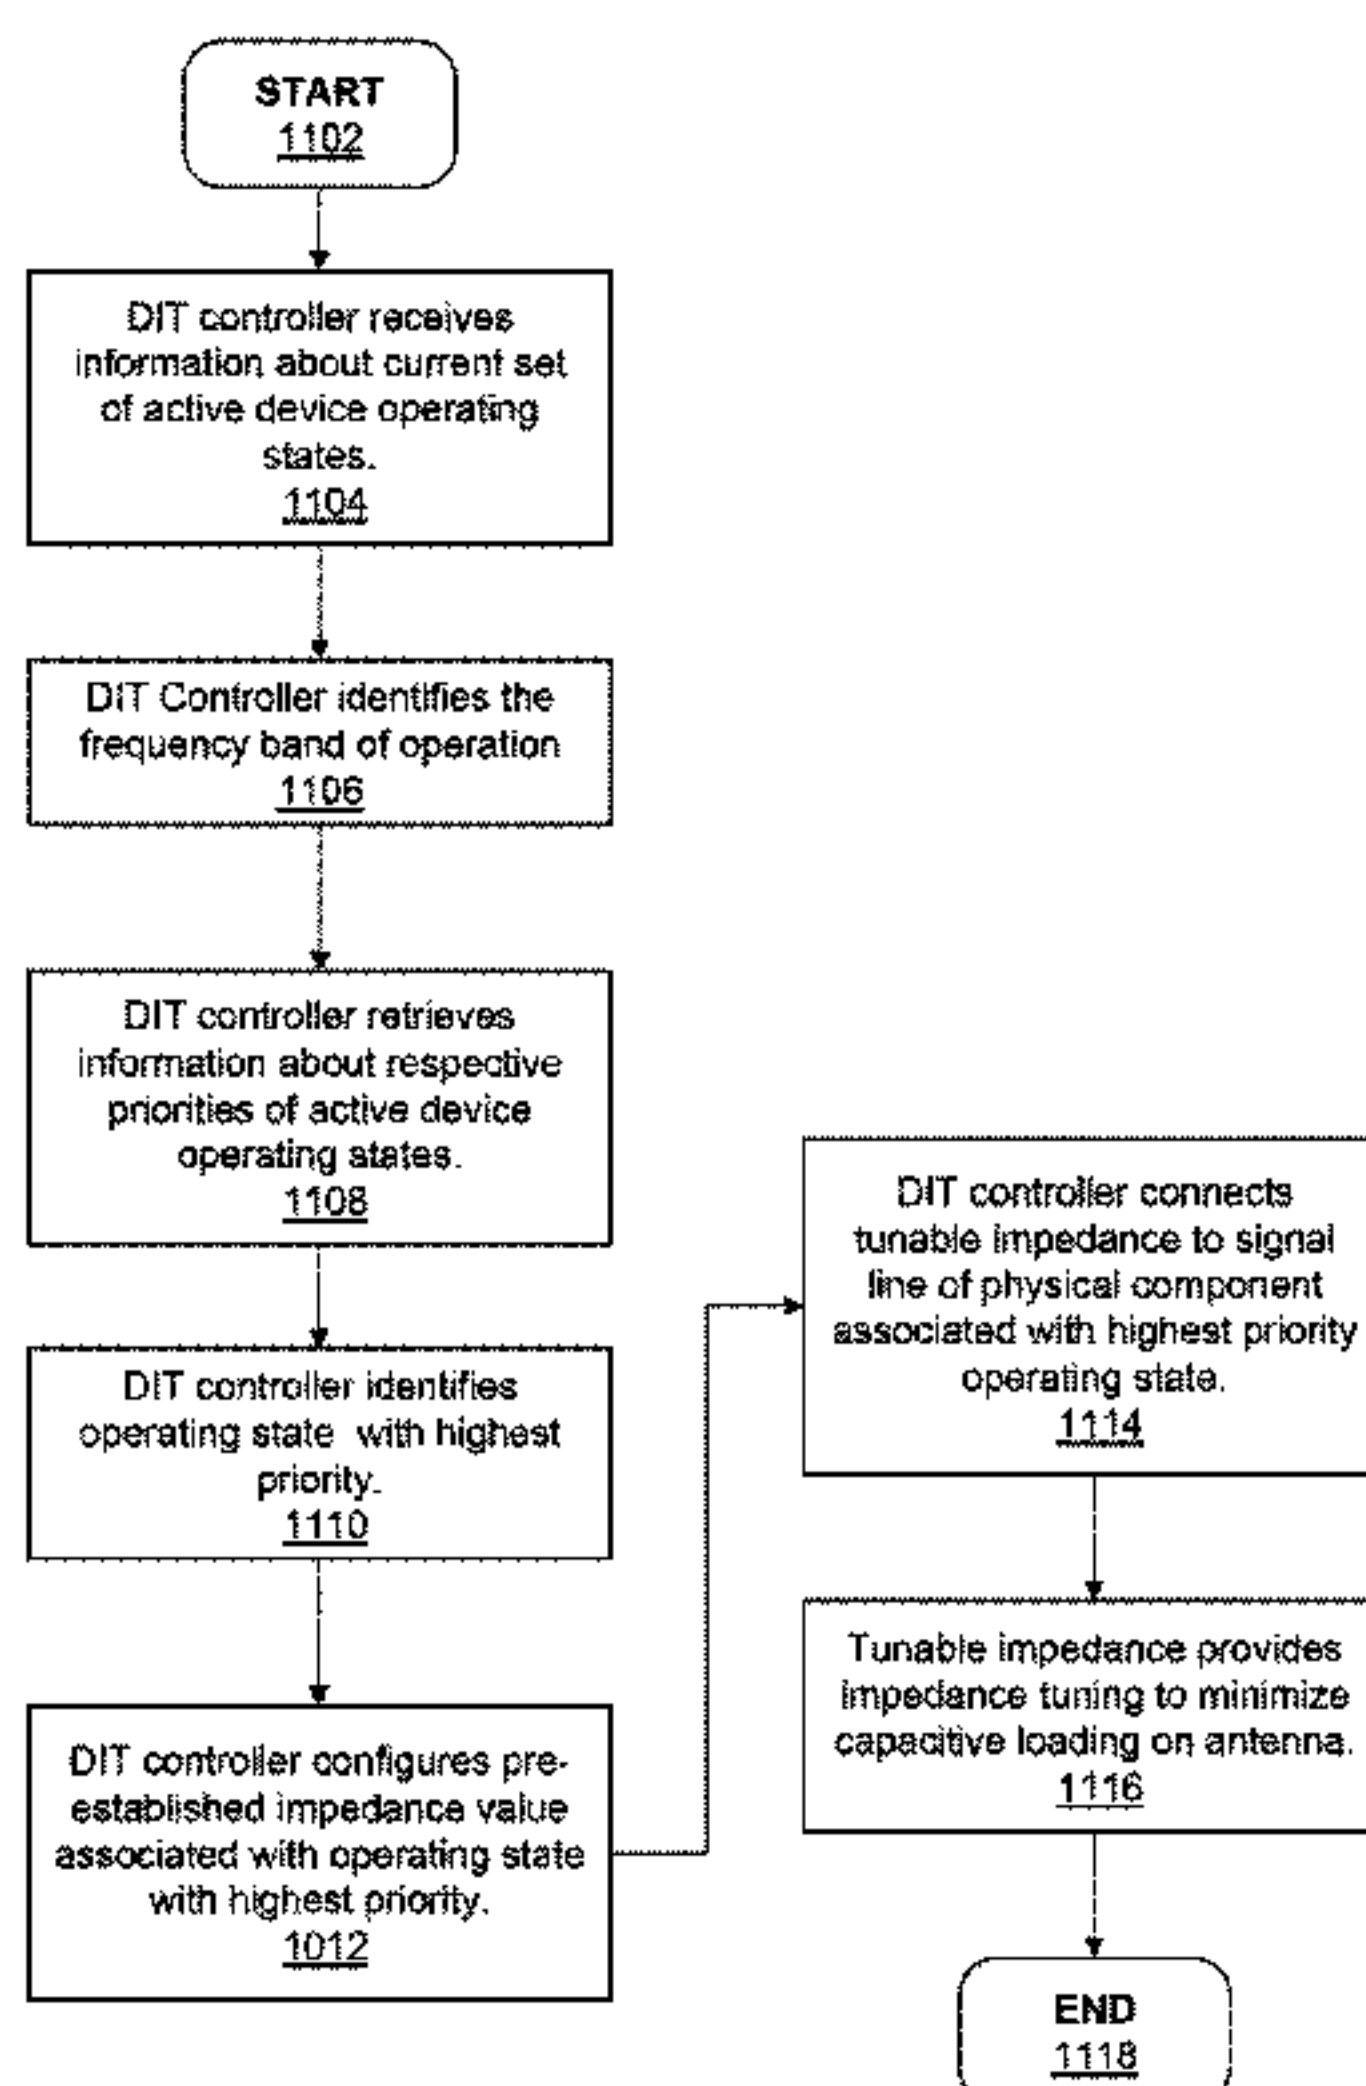 START
1102
DIT controller receives
information about current set
of active device operating
states.
1104
DIT Controller identifies the
frequency band of operation
1106
DIT controller retrieves
information about respective
priorities of active device
operating states.
1108
DIT controller identifies
operating state with highest
priority.
1110
DIT controller configures pre-
established impedance value
associated with operating state
with highest priority.
1012
DIT controller connects
tunable impedance to signal
line of physical component
associated with highest priority
operating state.
1114
Tunable impedance provides
impedance tuning to minimize
capacitive loading on antenna.
1116
END
1118